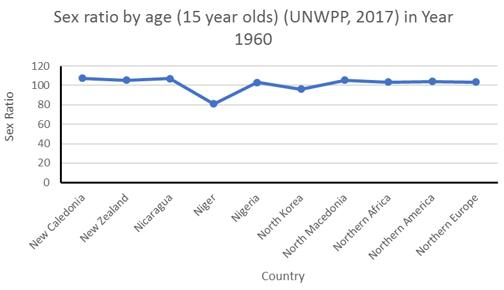 Sex ratio by age (15 year olds) (UNWPP, 2017) in Year
1960
120
100
80
60
40
20
0
Sex Ratio
New Caledonia
New Zealand
Nicaragua
Niger
Nigeria
North Korea
North Macedonia
Northern Africa
Northern America
Northern Europe
Country